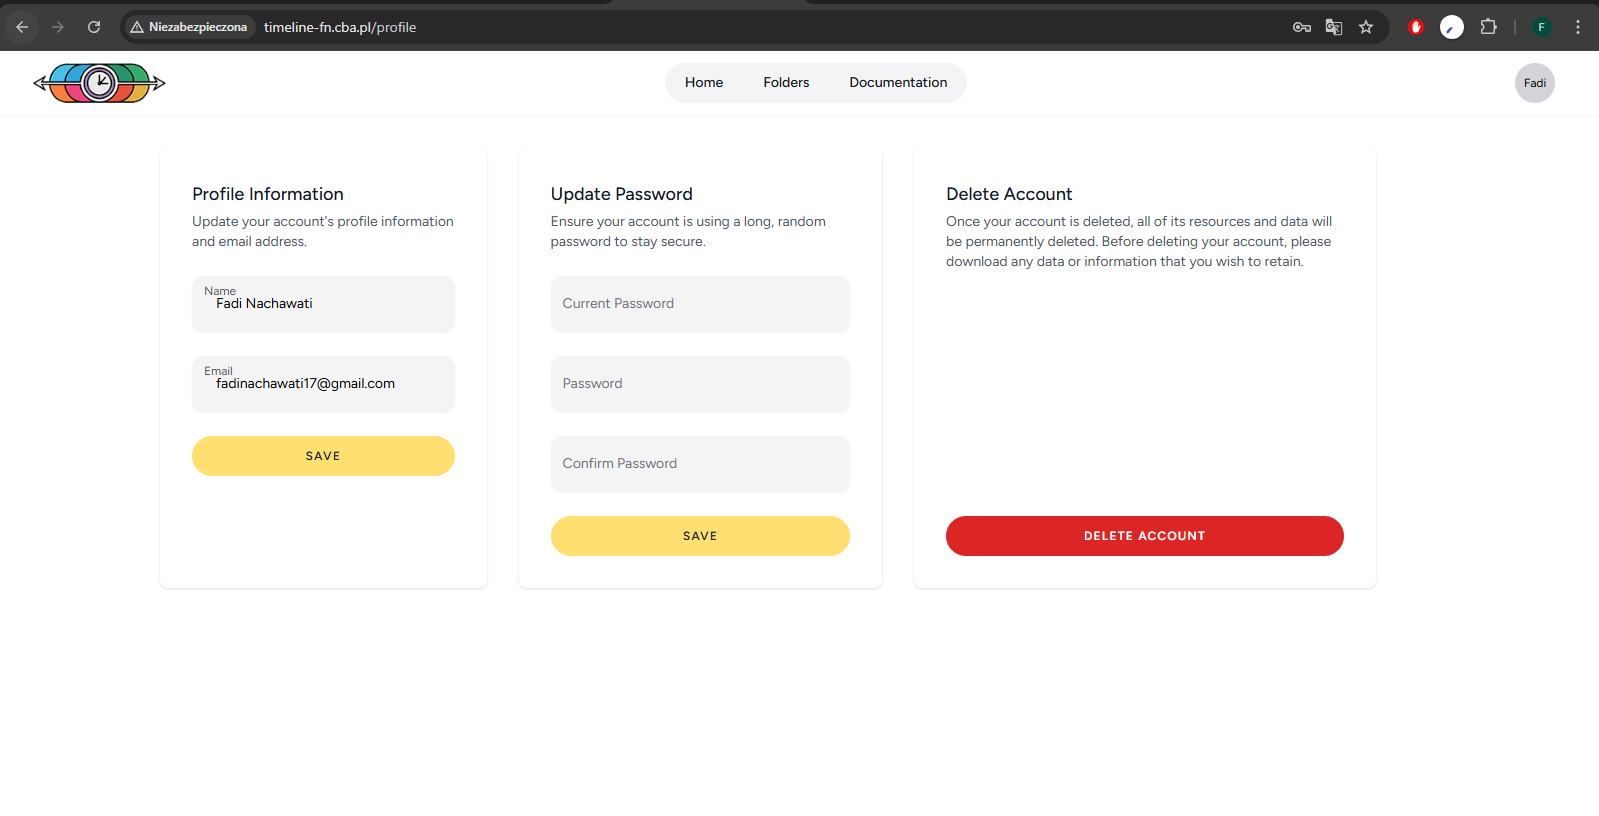 Niezabezpieczona timeline-fn.cba.pl/profile
F
Home Folders Documentation
Fadi
Profile Information
Update your account's profile information
and email address.
Name
Fadi Nachawati
Email
fadinachawati17@gmail.com
SAVE
Update Password
Ensure your account is using a long, random
password to stay secure.
Current Password
Password
Confirm Password
SAVE
Delete Account
Once your account is deleted, all of its resources and data will
be permanently deleted. Before deleting your account, please
download any data or information that you wish to retain.
DELETE ACCOUNT